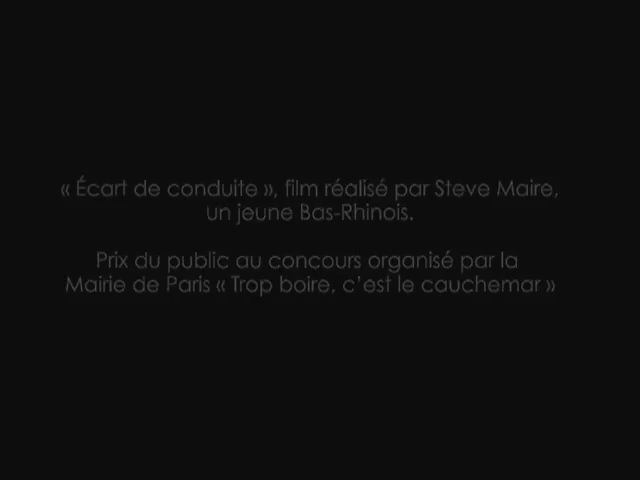 « Écart de conduite », film réalisé par Steve Maire,
un jeune Bas-Rhinois.
Prix du public au concours organisé par la
Mairie de Paris « Trop boire, c’est le cauchemar »